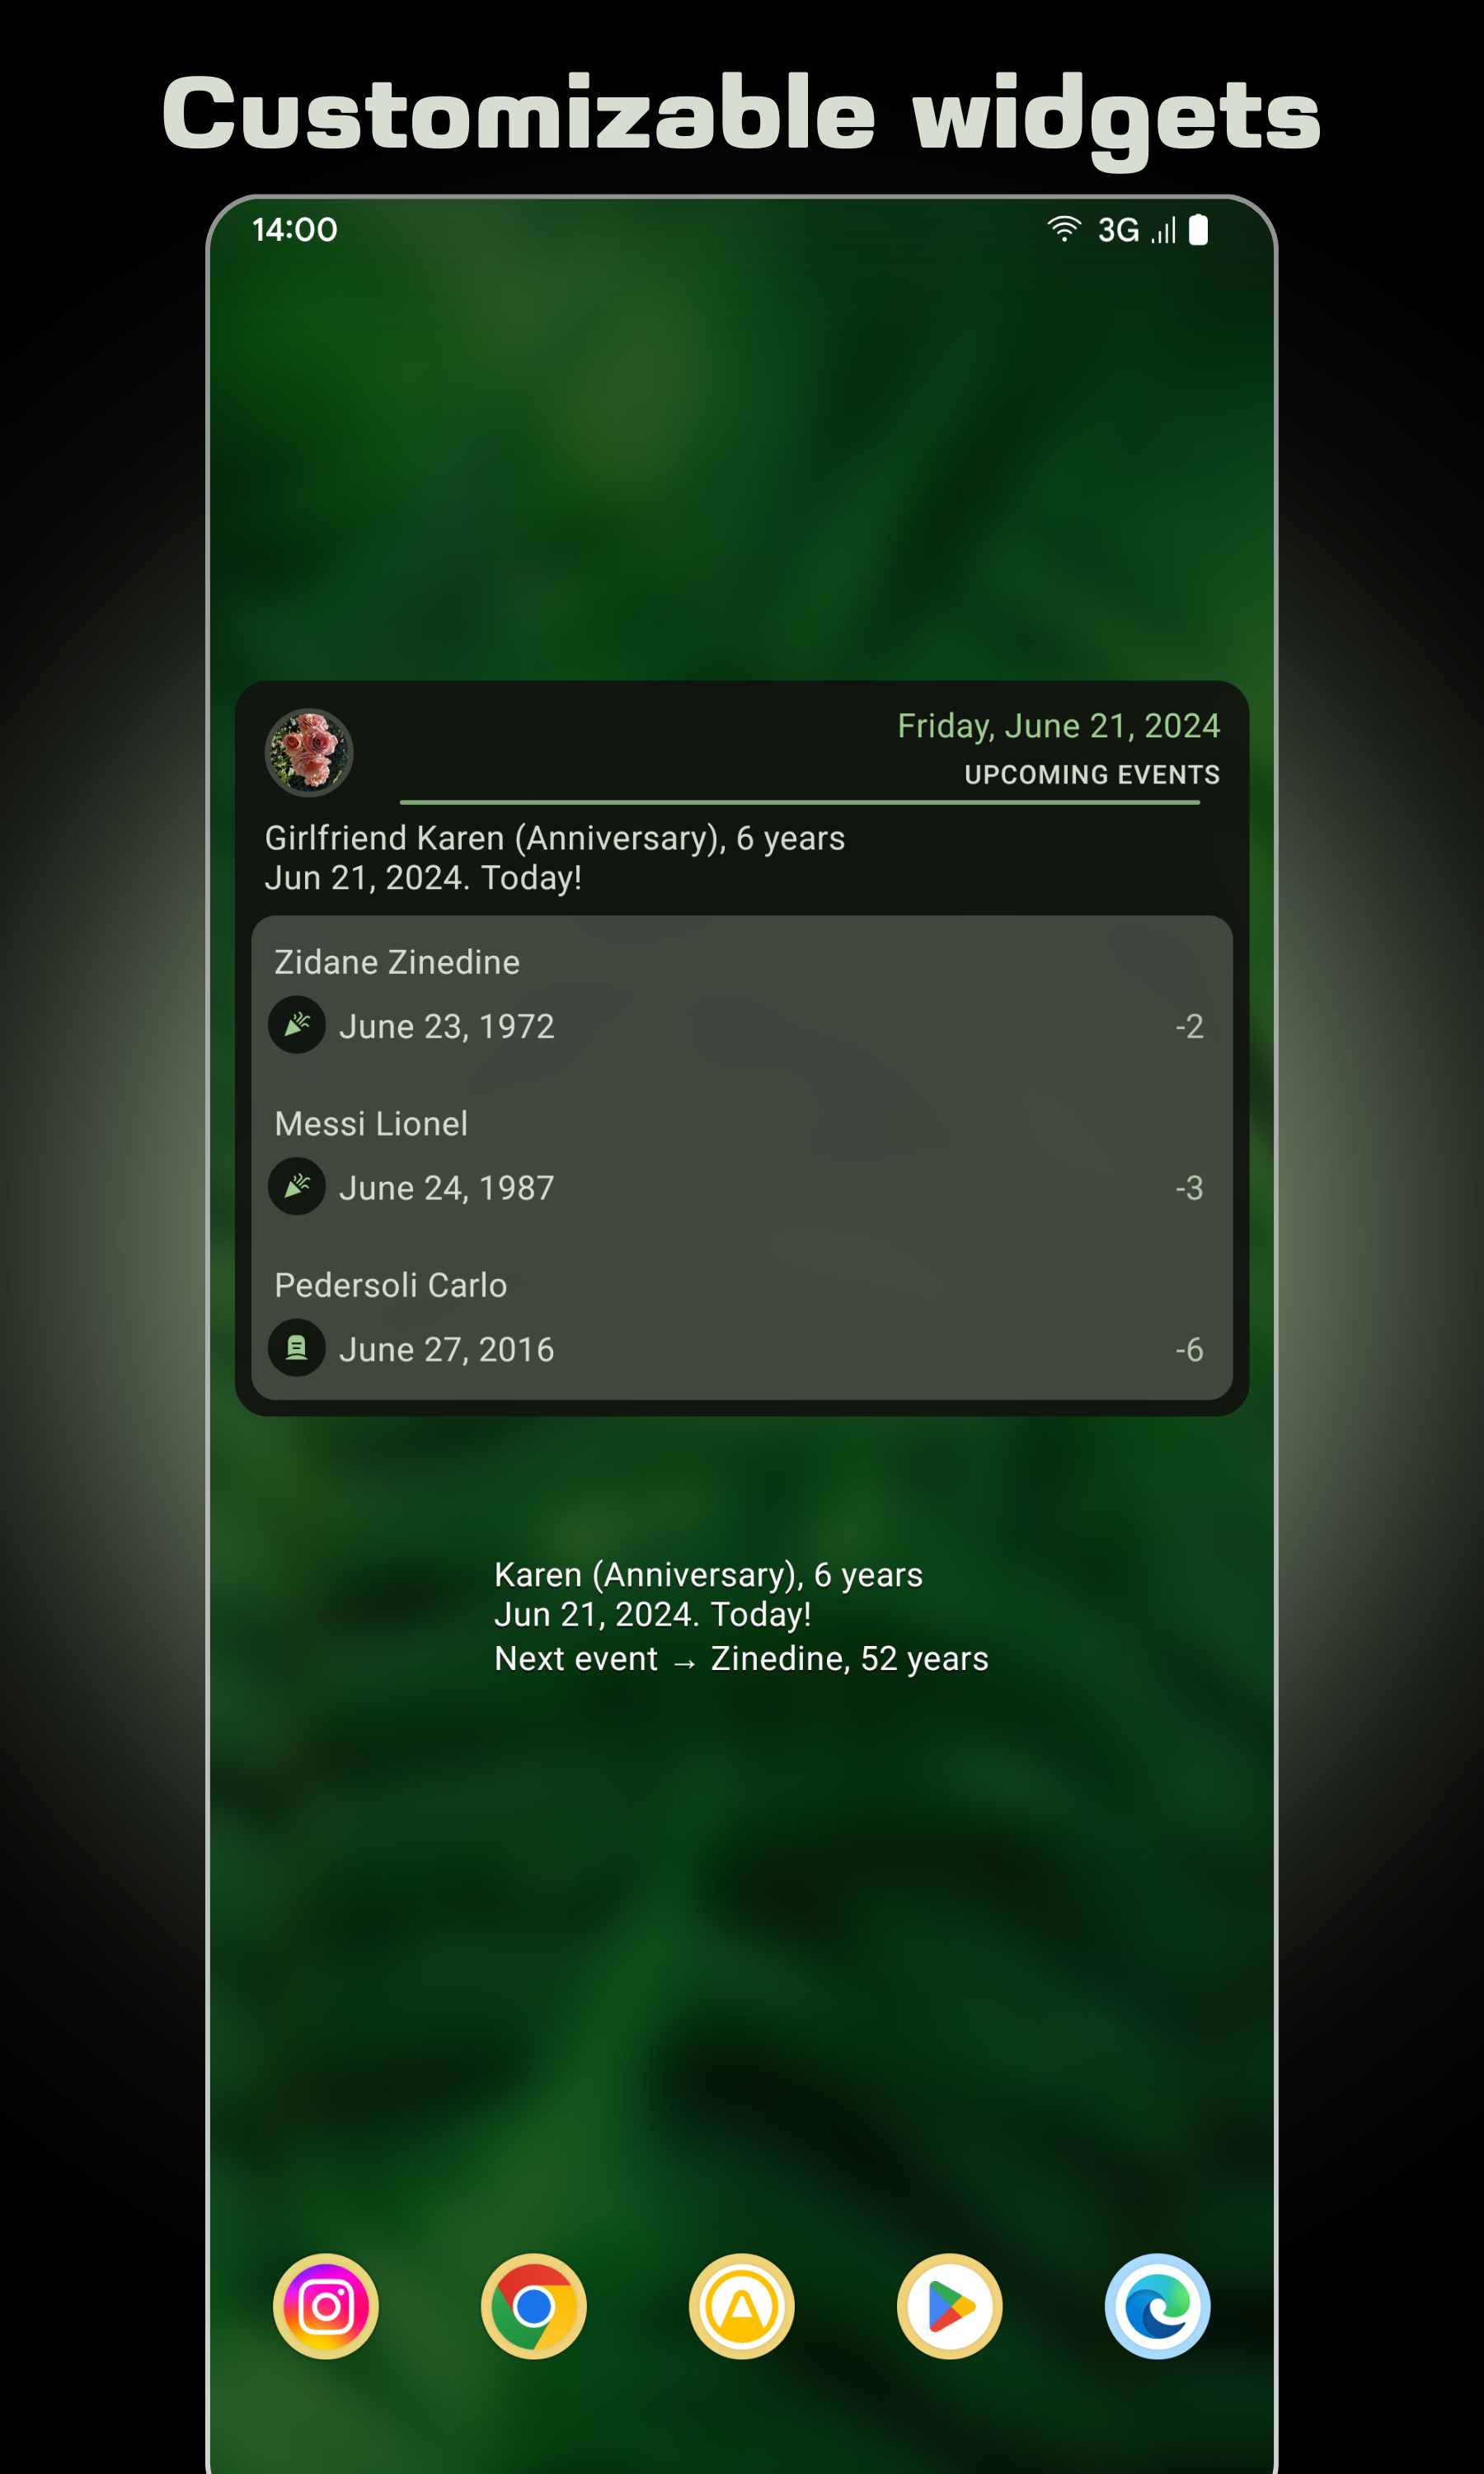 Customizable widgets
14:00 3G
Friday, June 21, 2024
UPCOMING EVENTS
Girlfriend Karen (Anniversary), 6 years
Jun 21, 2024. Today!
Zidane Zinedine
June 23, 1972 -2
Messi Lionel
June 24, 1987 -3
Pedersoli Carlo
June 27, 2016 -6
Karen (Anniversary), 6 years
Jun 21, 2024. Today!
Next event → Zinedine, 52 years